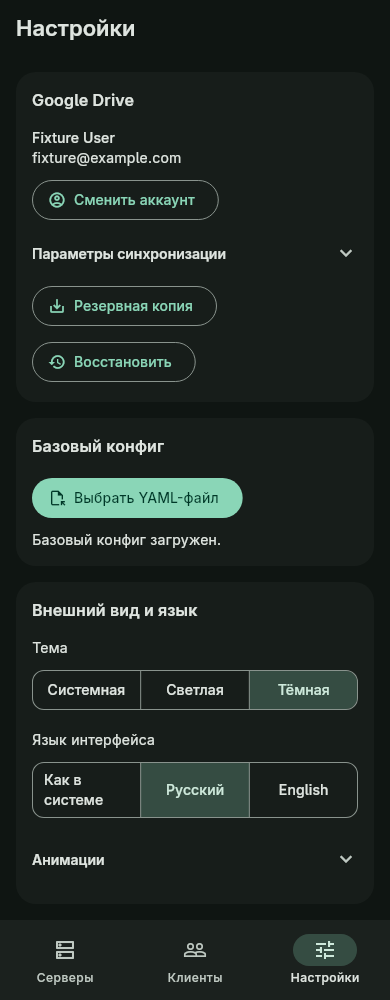 Настройки
Google Drive
Fixture User
fixture@example.com
Сменить аккаунт
Параметры синхронизации
Резервная копия
Восстановить
Базовый конфиг
Выбрать YAML-файл
Базовый конфиг загружен.
Внешний вид и язык
Тема
Системная Светлая Тёмная
Язык интерфейса
Как в
системе
Русский English
Анимации
Серверы Клиенты Настройки